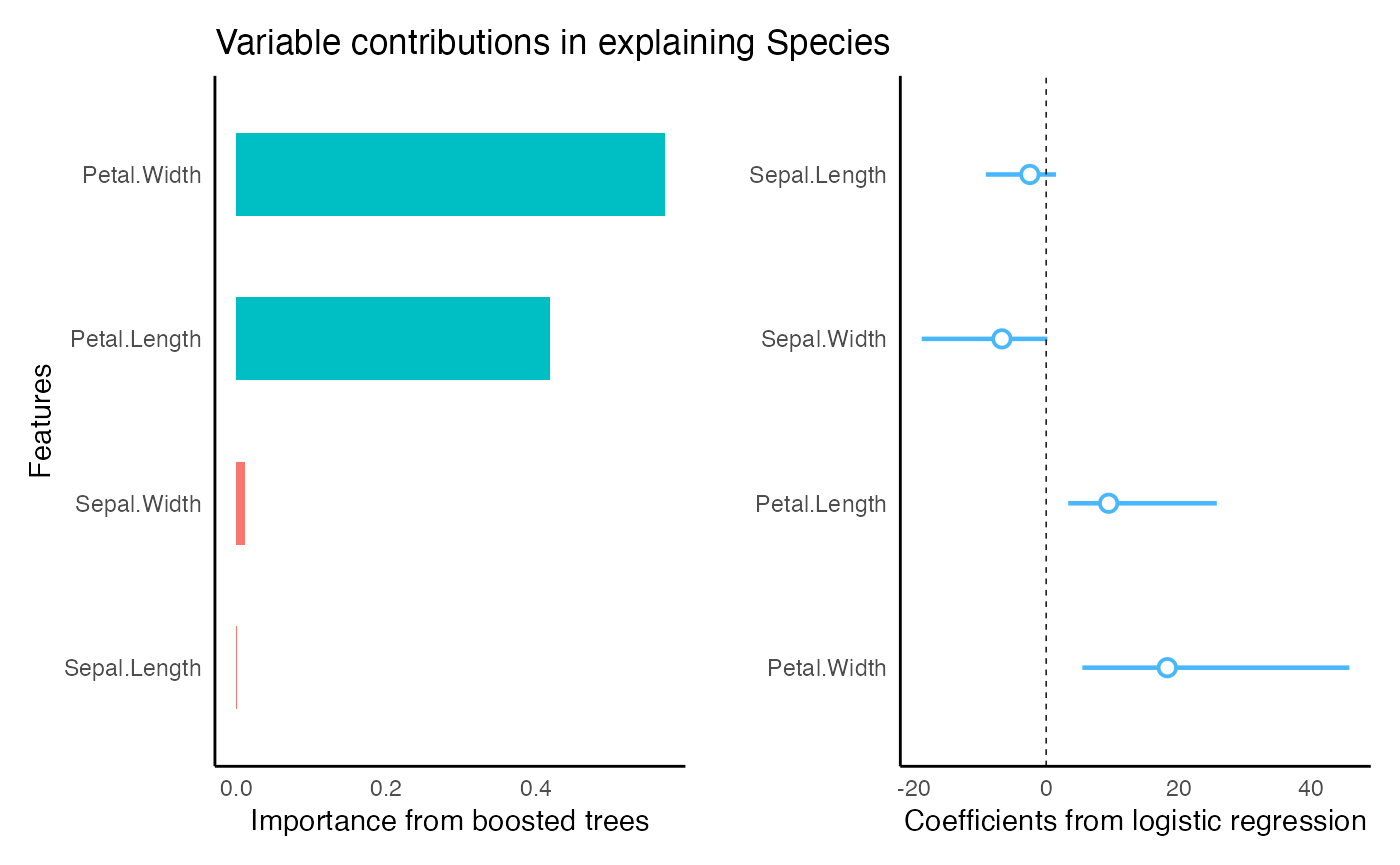 Variable contributions in explaining Species
Features
Petal.Width
Petal.Length
Sepal.Width
Sepal.Length
0.0 0.2 0.4
Importance from boosted trees
Sepal.Length
Sepal.Width
Petal.Length
Petal.Width
-20 0 20 40
Coefficients from logistic regression